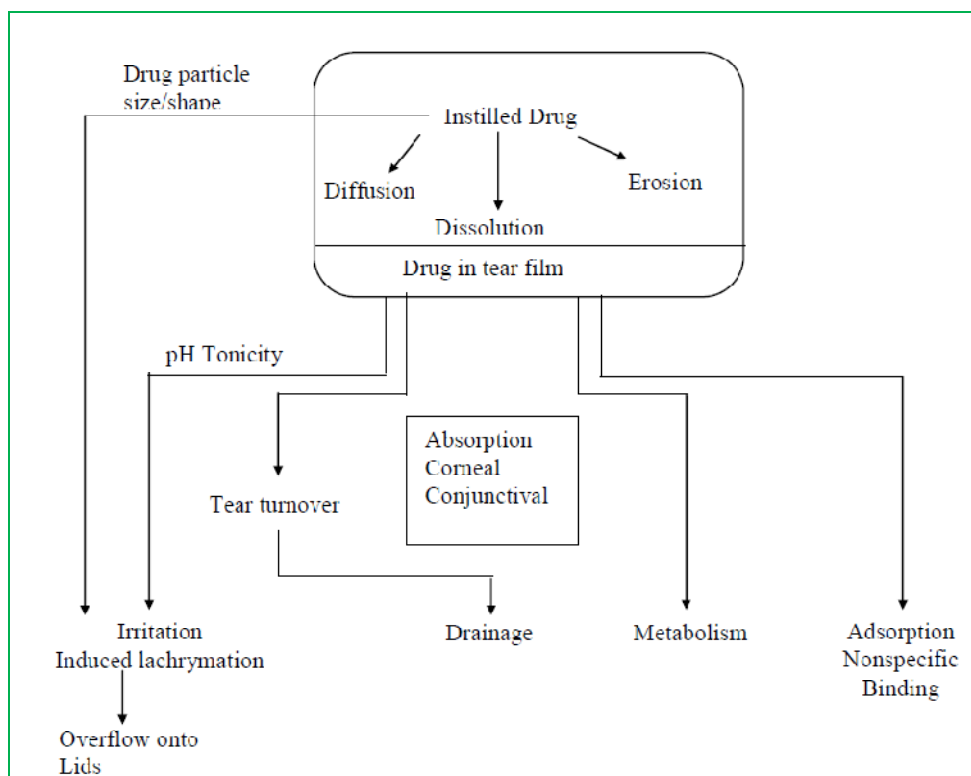 Drug particle
size/shape
Instilled Drug
Diffusion
Erosion
Dissolution
Drug in tear film
pH Tonicity
Absorption
Corneal
Conjunctival
Tear turnover
Irritation
Induced lachrymation
Drainage
Metabolism
Adsorption
Nonspecific
Binding
Overflow onto
Lids